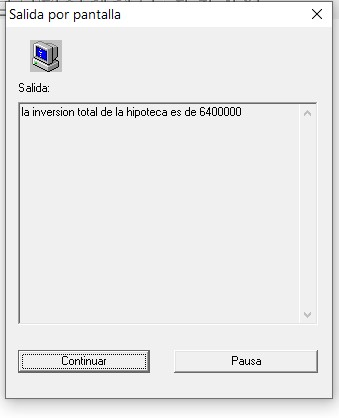 Salida por pantalla
Salida:
la inversion total de la hipoteca es de 6400000
Continuar
Pausa